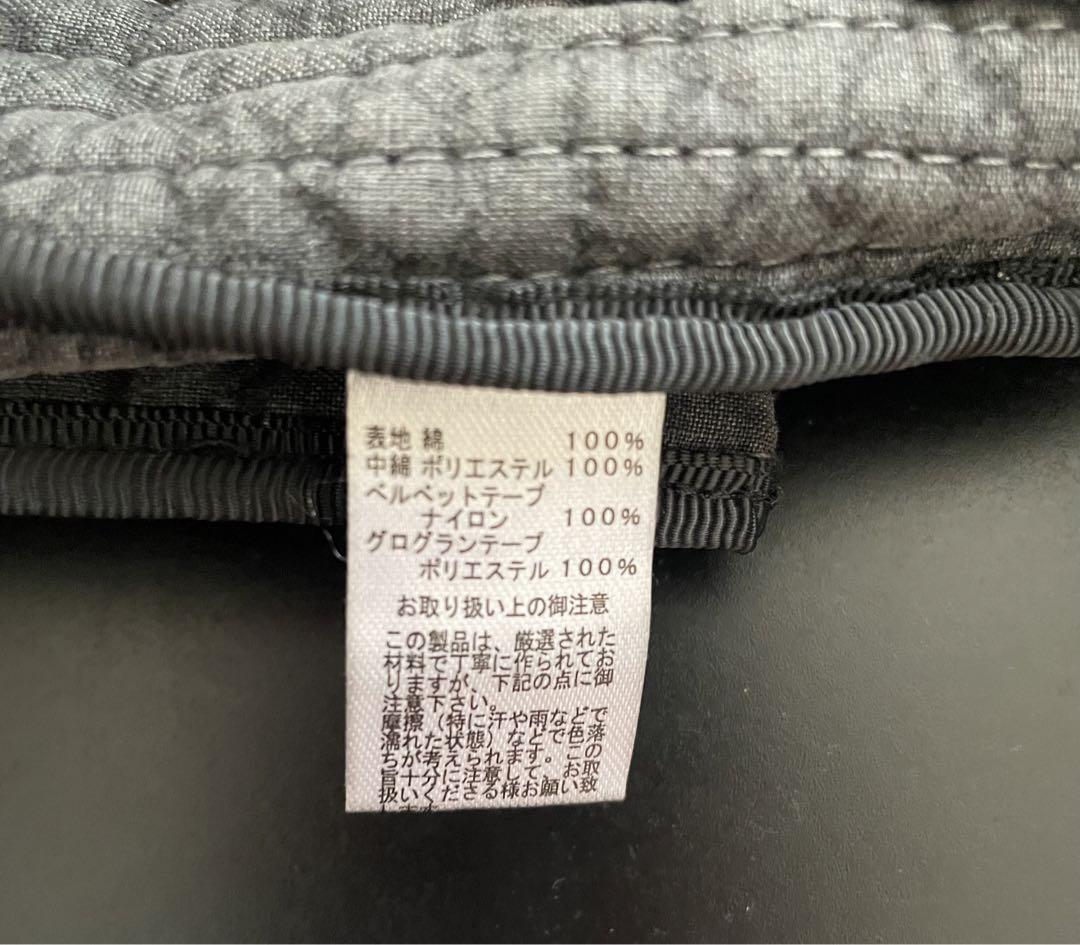 表地 綿 100%
中綿 ポリエステル 100%
ベルベットテープ
ナイロン 100%
グログランテープ
ポリエステル 100%
お取り扱い上の御注意
この製品は、厳選された
材料で丁寧に作られてお
りますが、下記の点に御
注意下さい。
摩擦（特に汗や雨などで
濡れた状態）などで色落
ちが考えられます。この
旨十分に注意して、お取
扱いくださる様お願い致